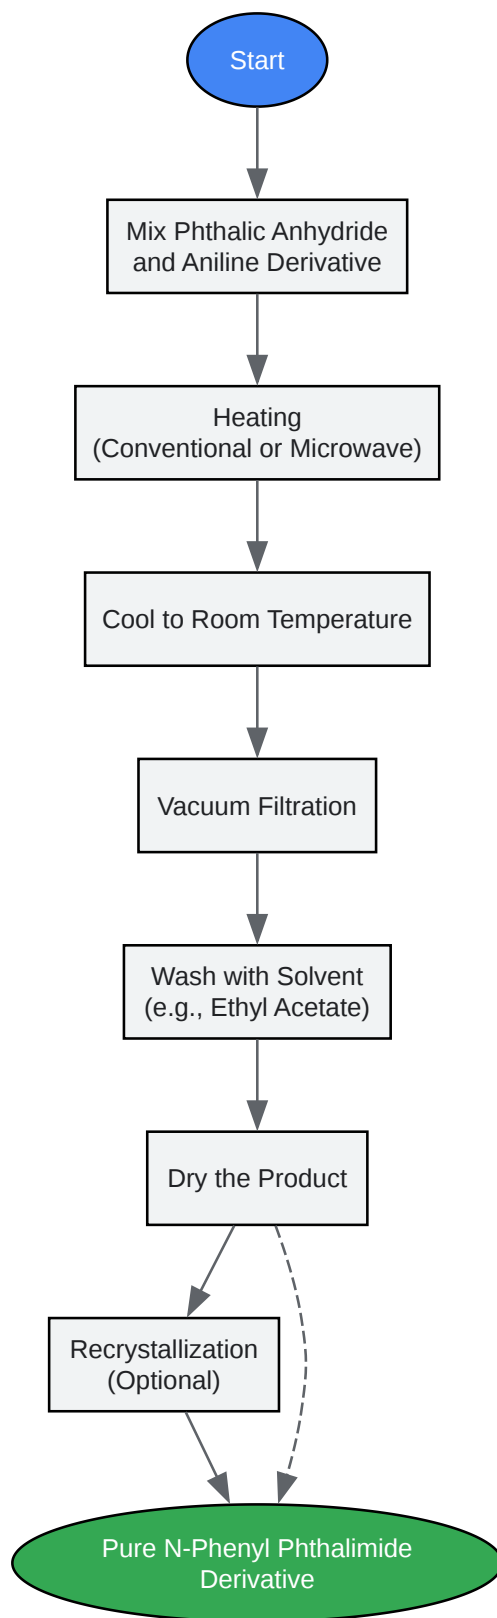 Start
Mix Phthalic Anhydride
and Aniline Derivative
Heating
(Conventional or Microwave)
Cool to Room Temperature
Vacuum Filtration
Wash with Solvent
(e.g., Ethyl Acetate)
Dry the Product
Recrystallization
(Optional)
Pure N-Phenyl Phthalimide
Derivative